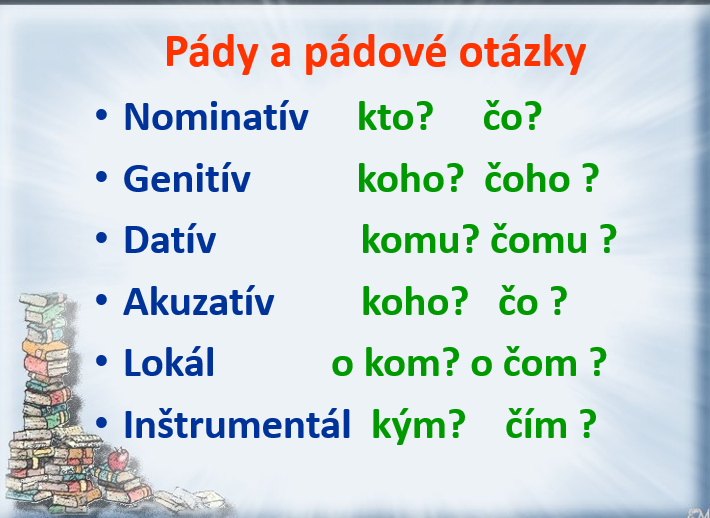 Pády a pádové otázky
• Nominatív kto? čo?
• Genitív koho? čoho ?
• Datív komu? čomu ?
• Akuzatív koho? čo ?
• Lokál o kom? o čom ?
• Inštrumentál kým? čím ?